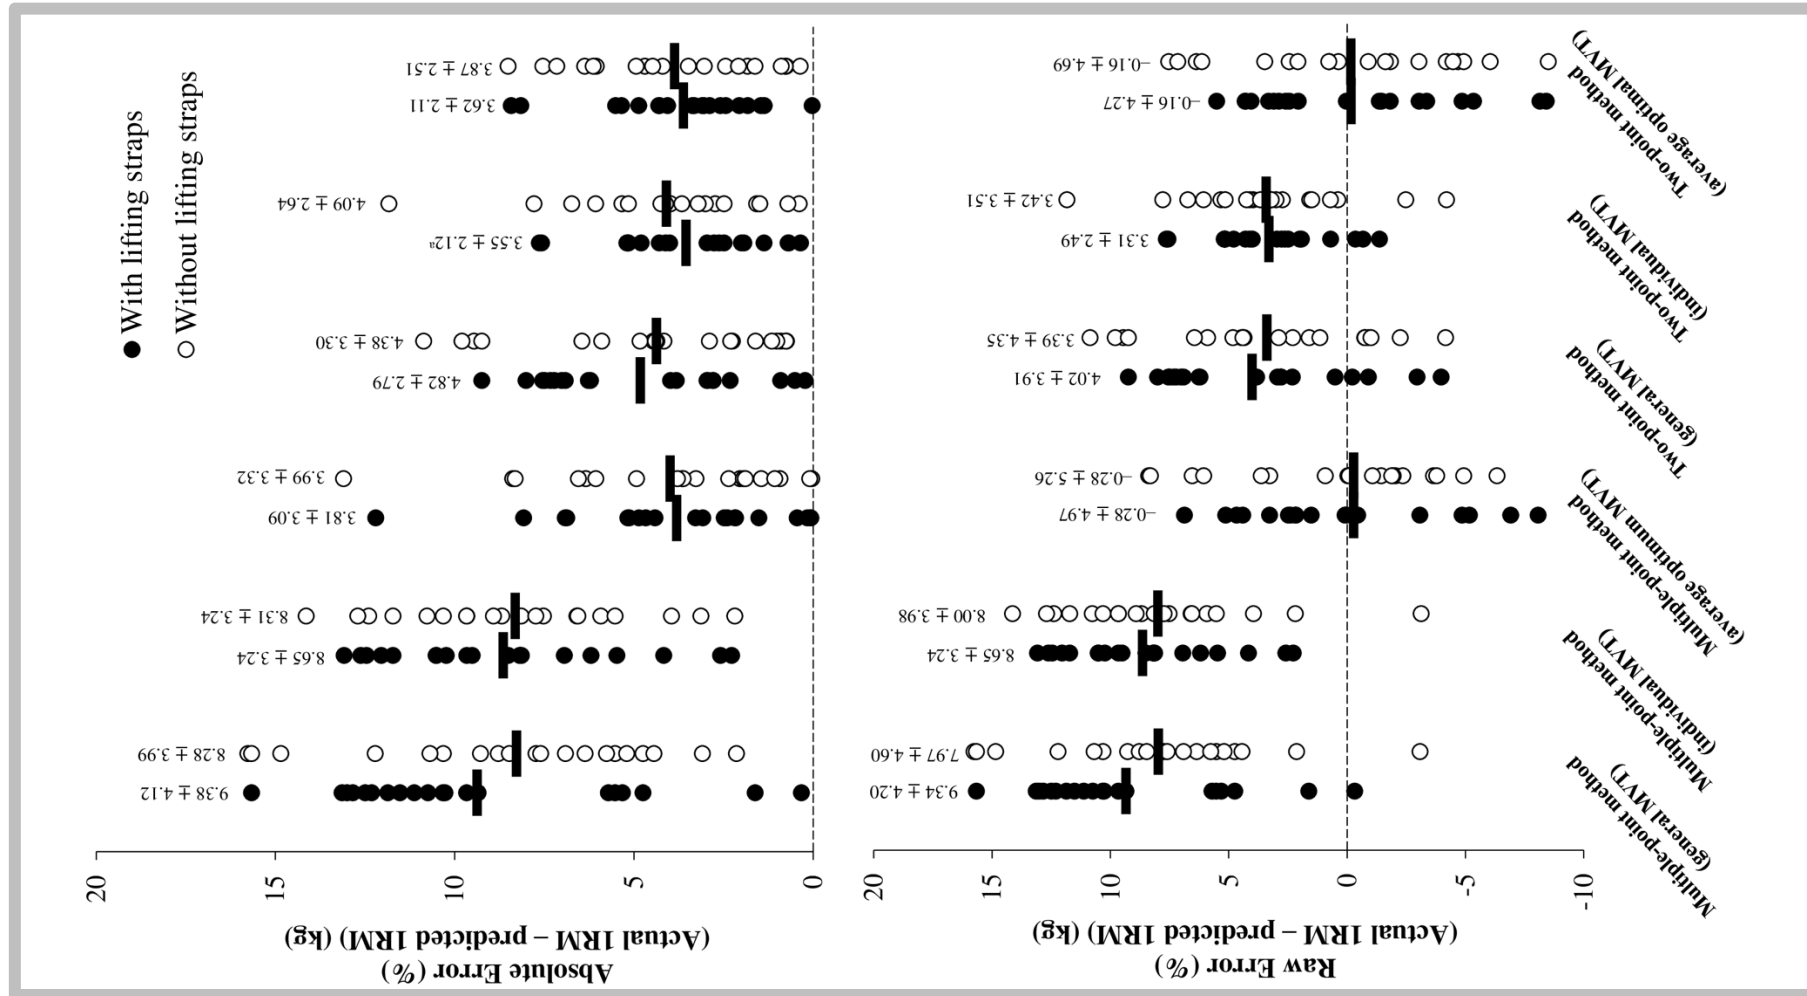 With lifting straps
Without lifting straps
Absolute Error (%)
(Actual 1RM – predicted 1RM) (kg)
20
15
10
5
0
9.38 ± 4.12
8.28 ± 3.99
8.65 ± 3.24
8.31 ± 3.24
3.81 ± 3.09
3.99 ± 3.32
4.82 ± 2.79
4.38 ± 3.30
3.55 ± 2.12ᵃ
4.09 ± 2.64
3.62 ± 2.11
3.87 ± 2.51
Raw Error (%)
(Actual 1RM – predicted 1RM) (kg)
20
15
10
5
0
-5
-10
9.34 ± 4.20
7.97 ± 4.60
8.65 ± 3.24
8.00 ± 3.98
–0.28 ± 4.97
–0.28 ± 5.26
4.02 ± 3.91
3.39 ± 4.35
3.31 ± 2.49
3.42 ± 3.51
–0.16 ± 4.27
–0.16 ± 4.69
Multiple-point method
(general MVT)
Multiple-point method
(individual MVT)
Multiple-point method
(average optimum MVT)
Two-point method
(general MVT)
Two-point method
(individual MVT)
Two-point method
(average optimal MVT)